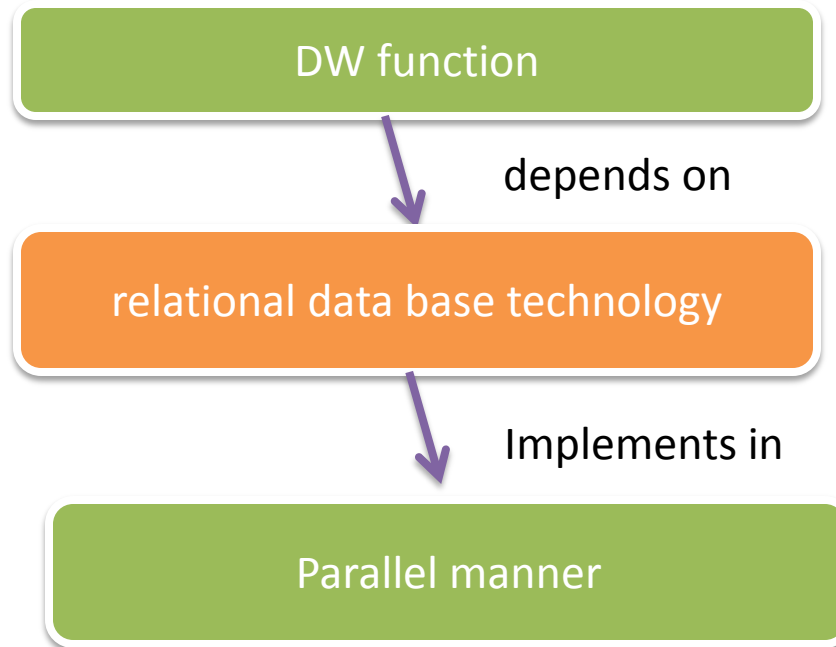 DW function
depends on
relational data base technology
Implements in
Parallel manner